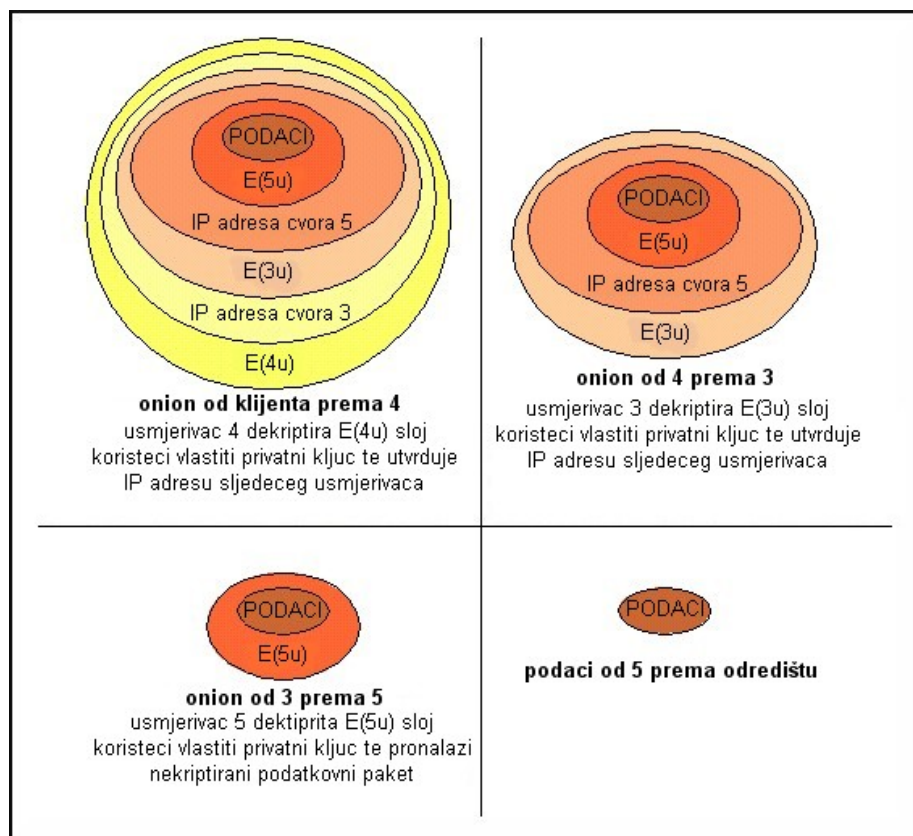 PODACI
E(5u)
IP adresa cvora 5
E(3u)
IP adresa cvora 3
E(4u)
onion od klijenta prema 4
usmjerivac 4 dekriptira E(4u) sloj
koristeci vlastiti privatni kljuc te utvrduje
IP adresu sljedeceg usmjerivaca
PODACI
E(5u)
IP adresa cvora 5
E(3u)
onion od 4 prema 3
usmjerivac 3 dekriptira E(3u) sloj
koristeci vlastiti privatni kljuc te utvrduje
IP adresu sljedeceg usmjerivaca
PODACI
E(5u)
onion od 3 prema 5
usmjerivac 5 dektiprita E(5u) sloj
koristeci vlastiti privatni kljuc te pronalazi
nekriptirani podatkovni paket
PODACI
podaci od 5 prema odredištu